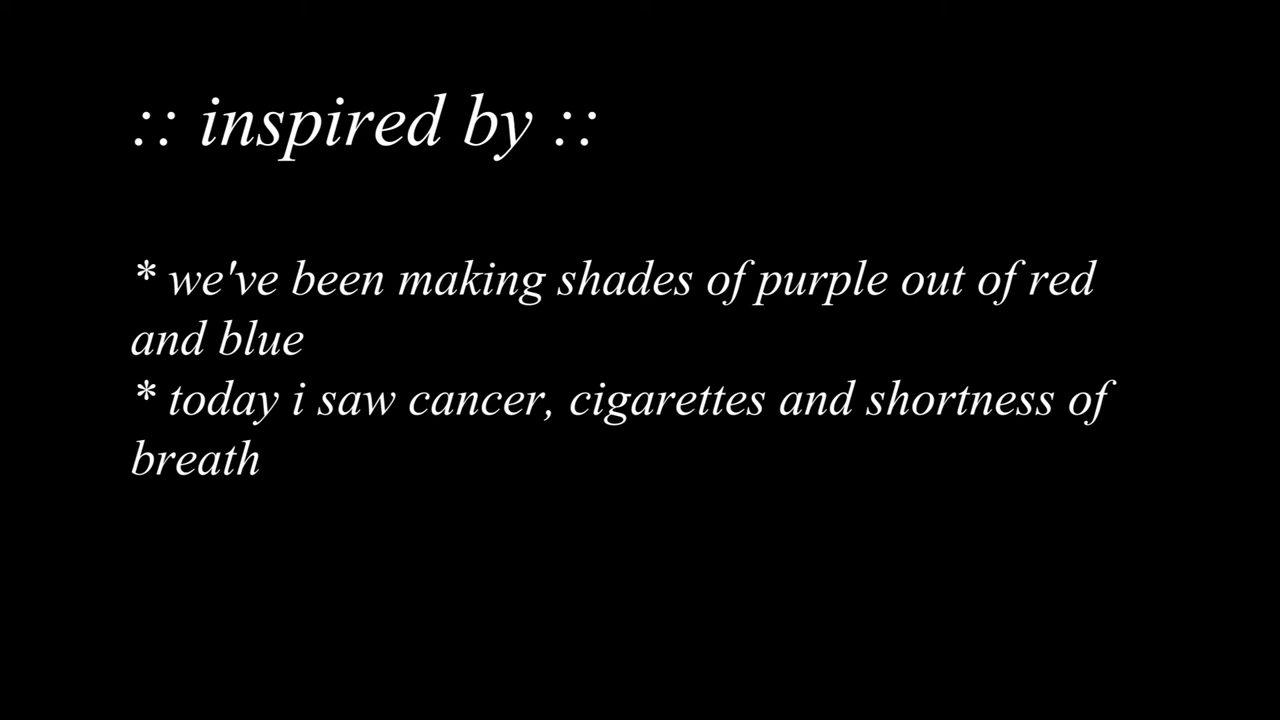 :: inspired by ::
* we've been making shades of purple out of red
and blue
* today i saw cancer, cigarettes and shortness of
breath